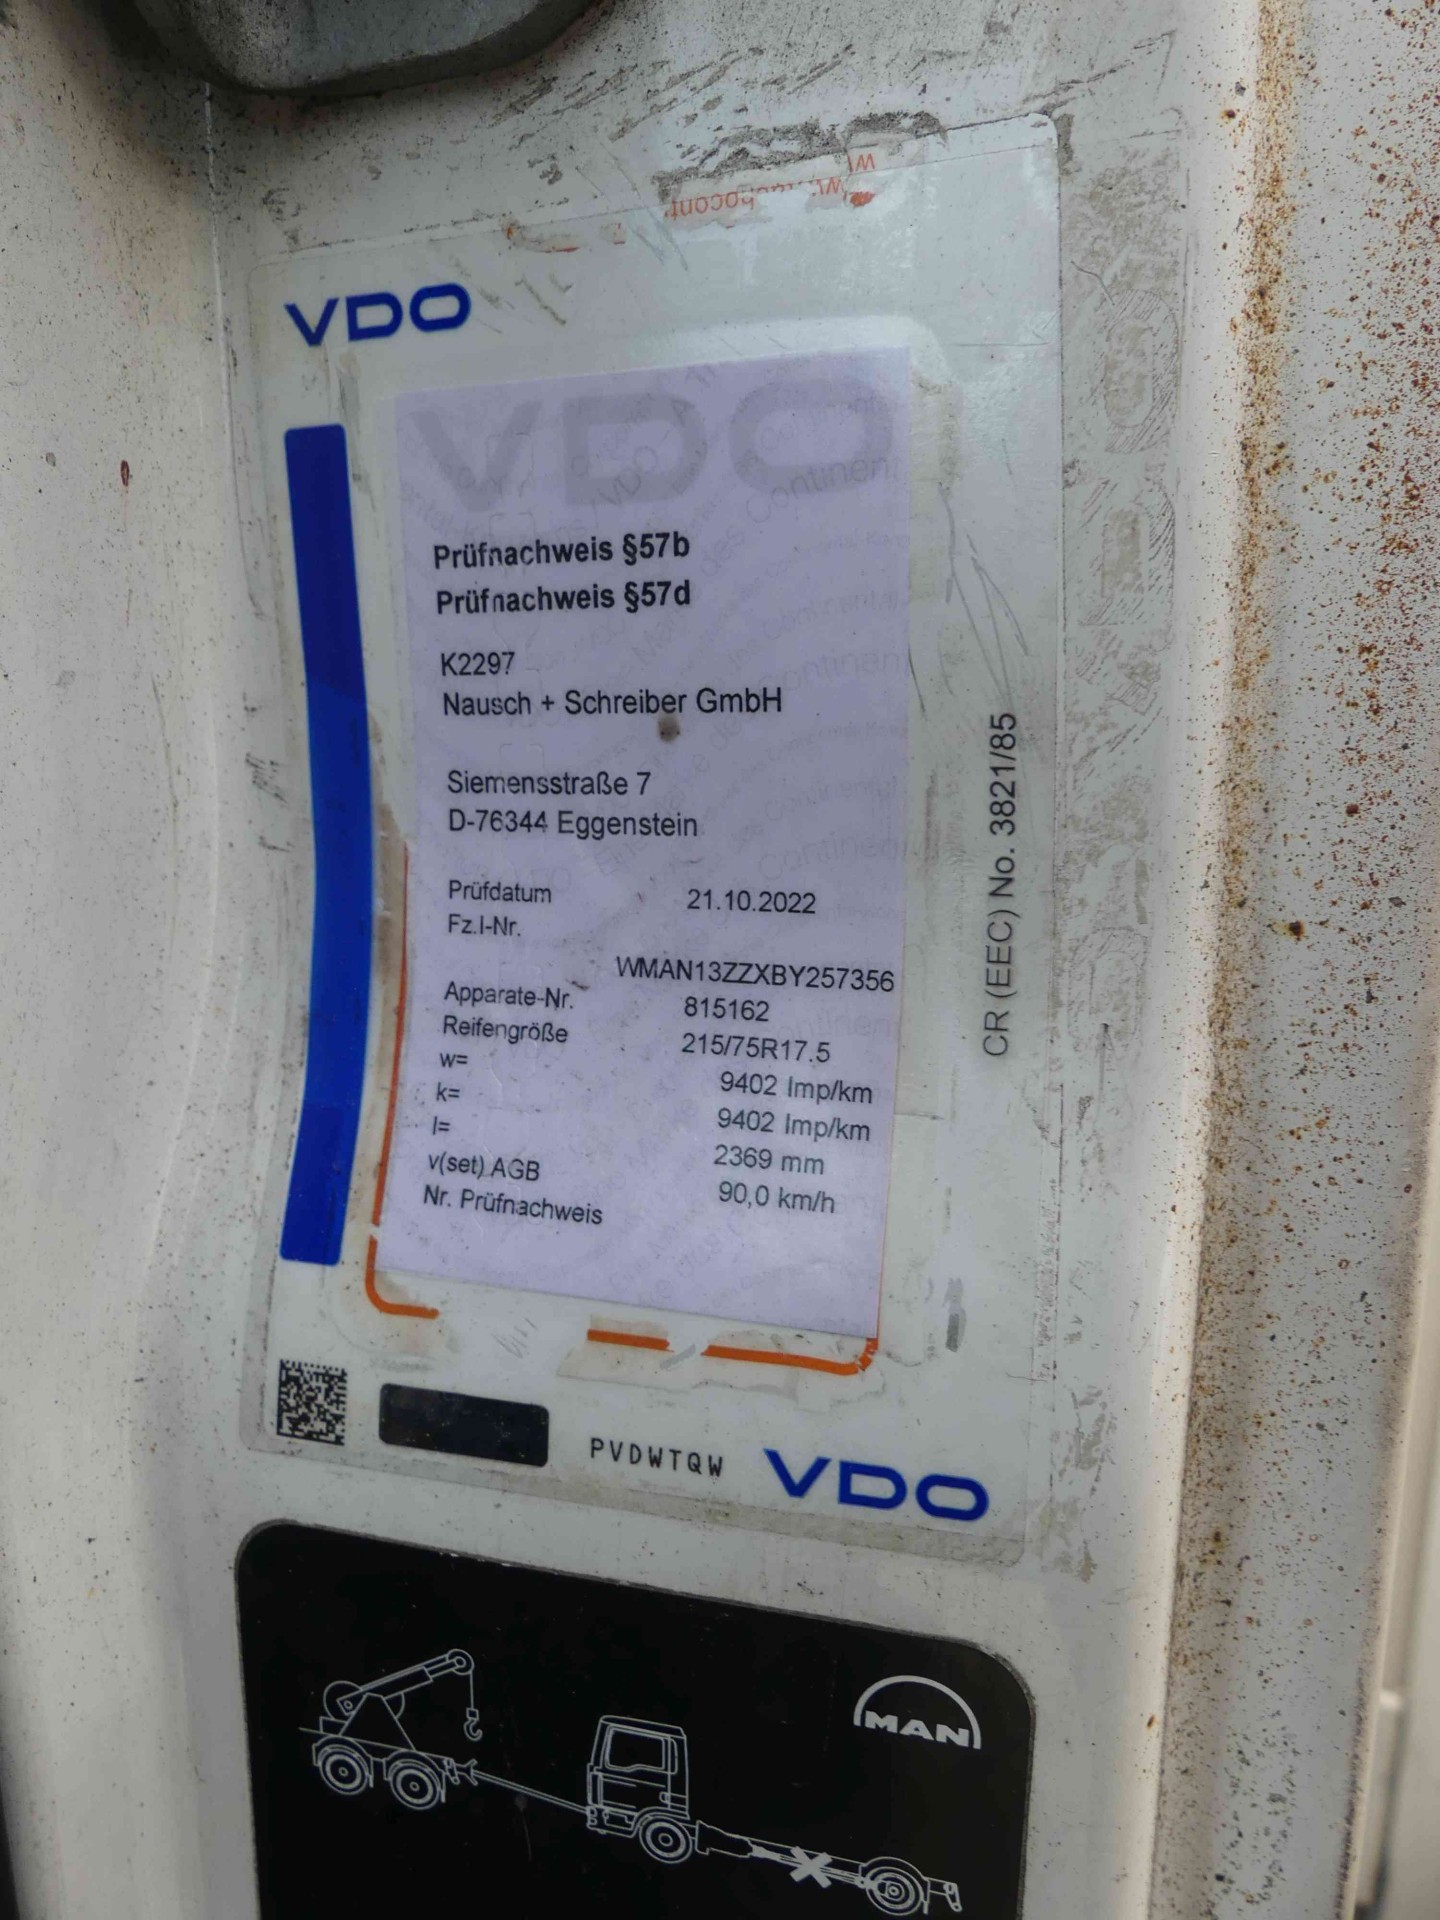 VDO
VDO
Prüfnachweis §57b
Prüfnachweis §57d
K2297
Nausch + Schreiber GmbH
Siemensstraße 7
D-76344 Eggenstein
Prüfdatum 21.10.2022
Fz.I-Nr.
WMAN13ZZXBY257356
Apparate-Nr. 815162
Reifengröße 215/75R17.5
w= 9402 Imp/km
k= 9402 Imp/km
l= 2369 mm
v(set) AGB 90,0 km/h
Nr. Prüfnachweis
CR (EEC) No. 3821/85
PVDWTQW
VDO
MAN